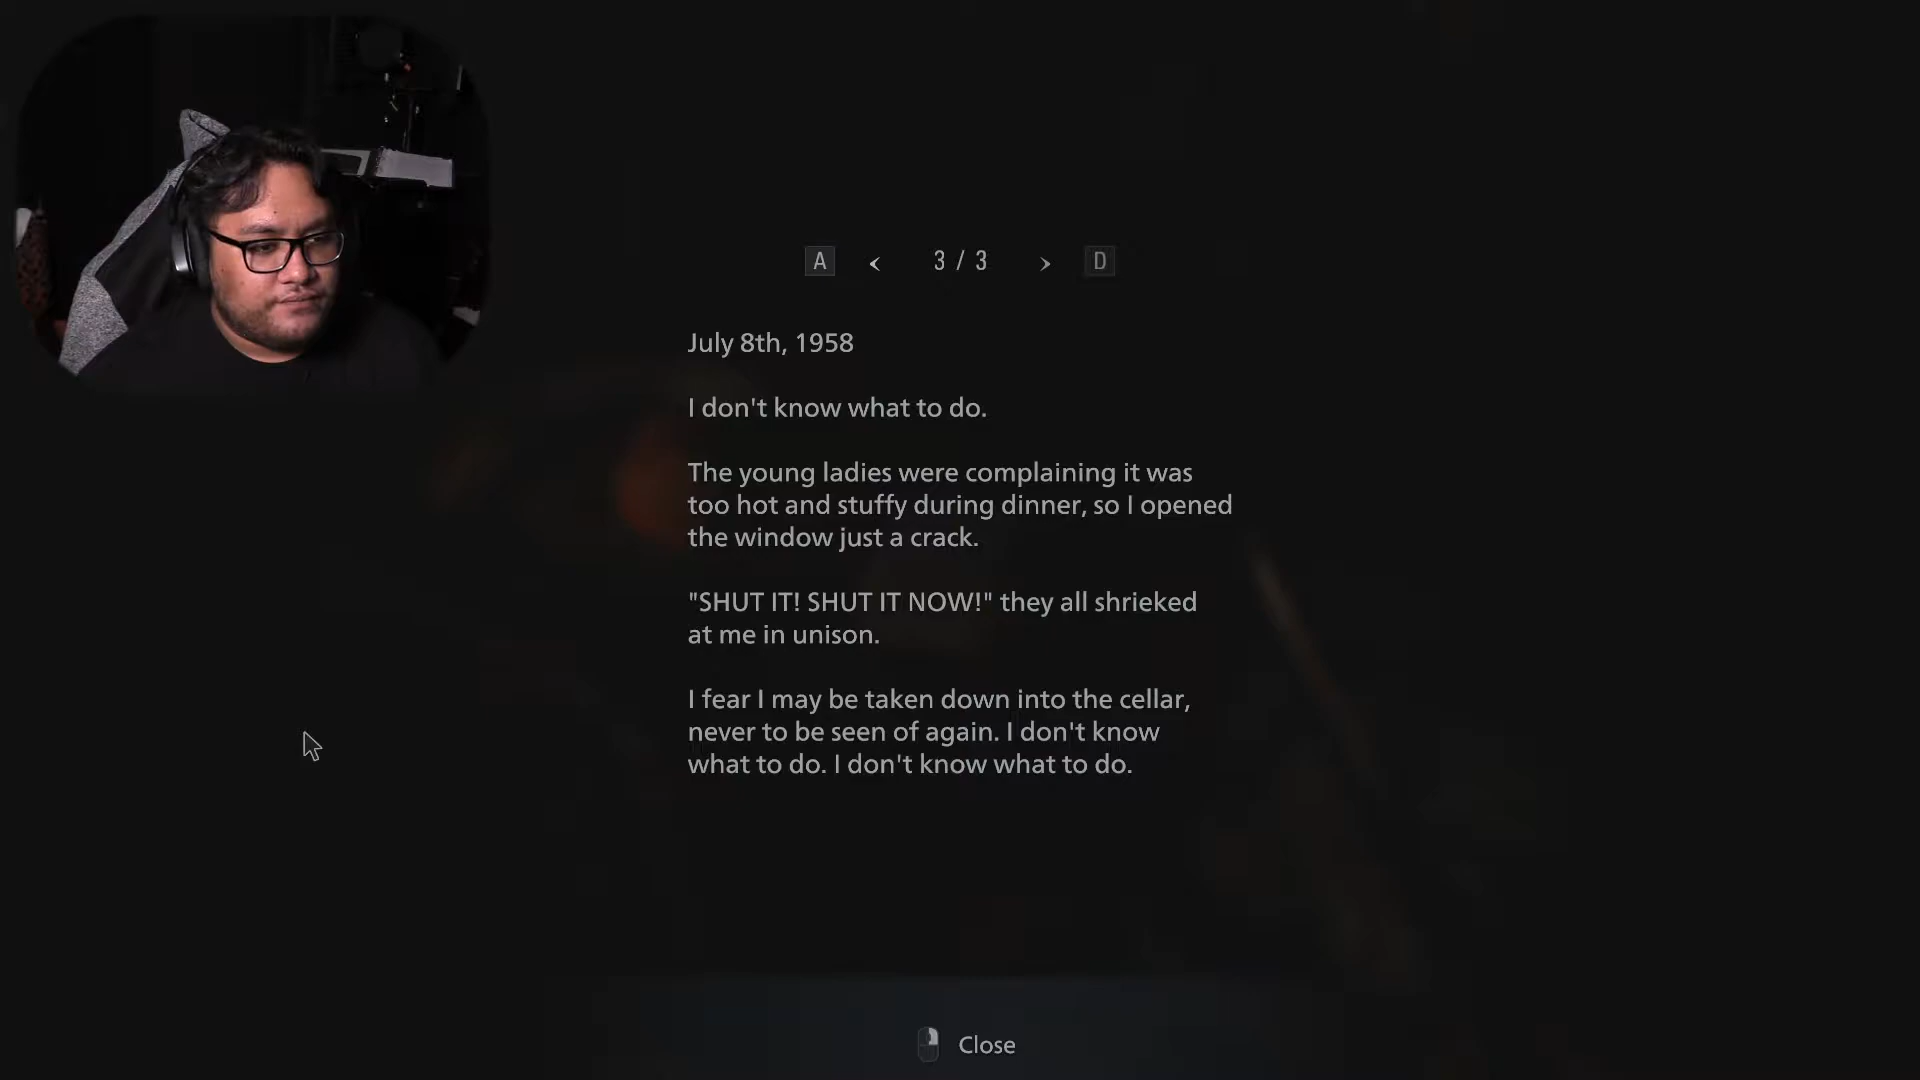 A < 3 / 3 > D
July 8th, 1958
I don't know what to do.
The young ladies were complaining it was
too hot and stuffy during dinner, so I opened
the window just a crack.
"SHUT IT! SHUT IT NOW!" they all shrieked
at me in unison.
I fear I may be taken down into the cellar,
never to be seen of again. I don't know
what to do. I don't know what to do.
Close